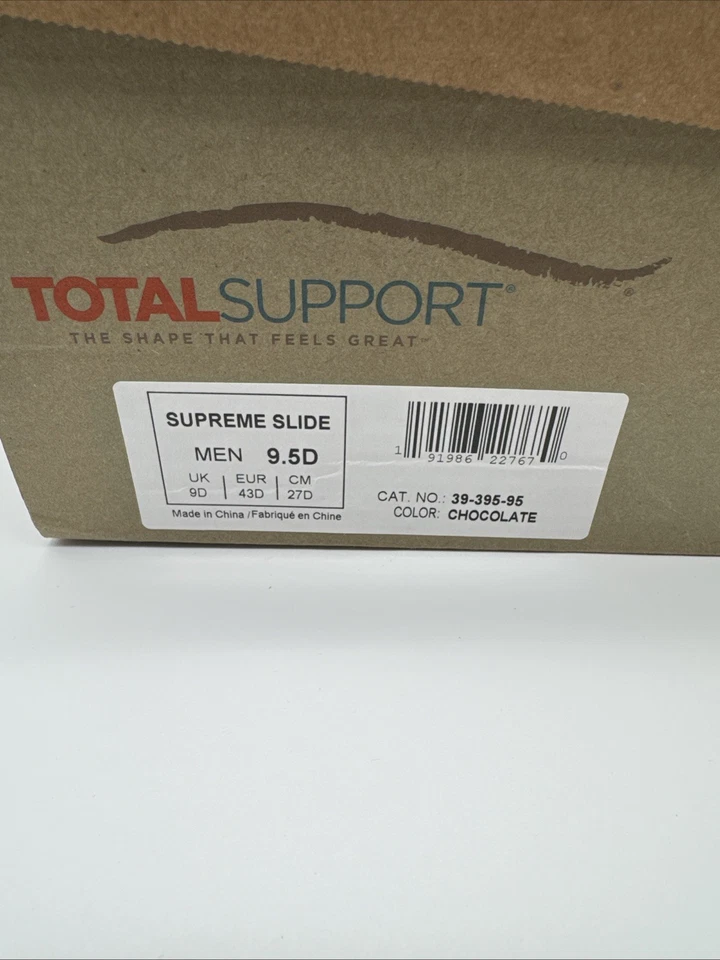 TOTALSUPPORT®
®
THE SHAPE THAT FEELS GREAT™
SUPREME SLIDE
MEN 9.5D
UK | EUR | CM
9D | 43D | 27D
Made in China /Fabriqué en Chine
1 91986 22767 0
CAT. NO.: 39-395-95
COLOR: CHOCOLATE